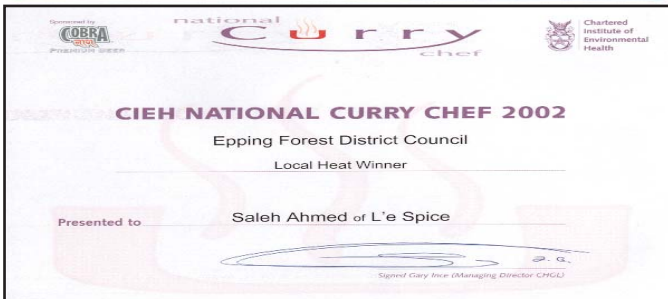 Sponsored by
COBRA
PREMIUM BEER
national
Curry
chef
Chartered
Institute of
Environmental
Health
CIEH NATIONAL CURRY CHEF 2002
Epping Forest District Council
Local Heat Winner
Presented to
Saleh Ahmed of L'e Spice
Signed Gary Ince (Managing Director CHGL)